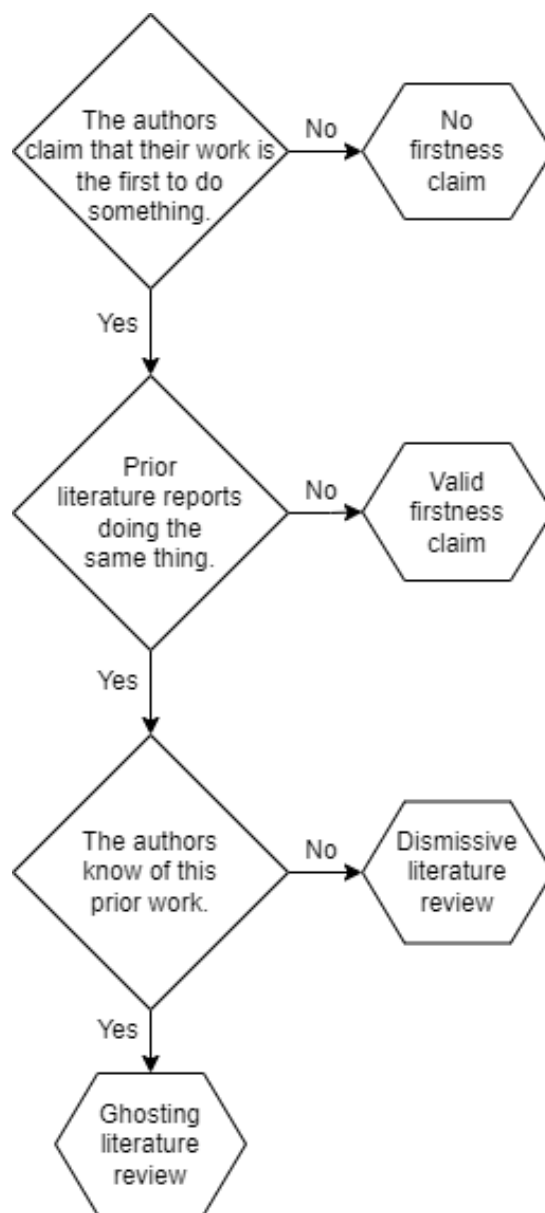 The authors
claim that their work is
the first to do
something.
No
No
firstness
claim
Yes
Prior
literature reports
doing the
same thing.
No
Valid
firstness
claim
Yes
The authors
know of this
prior work.
No
Dismissive
literature
review
Yes
Ghosting
literature
review